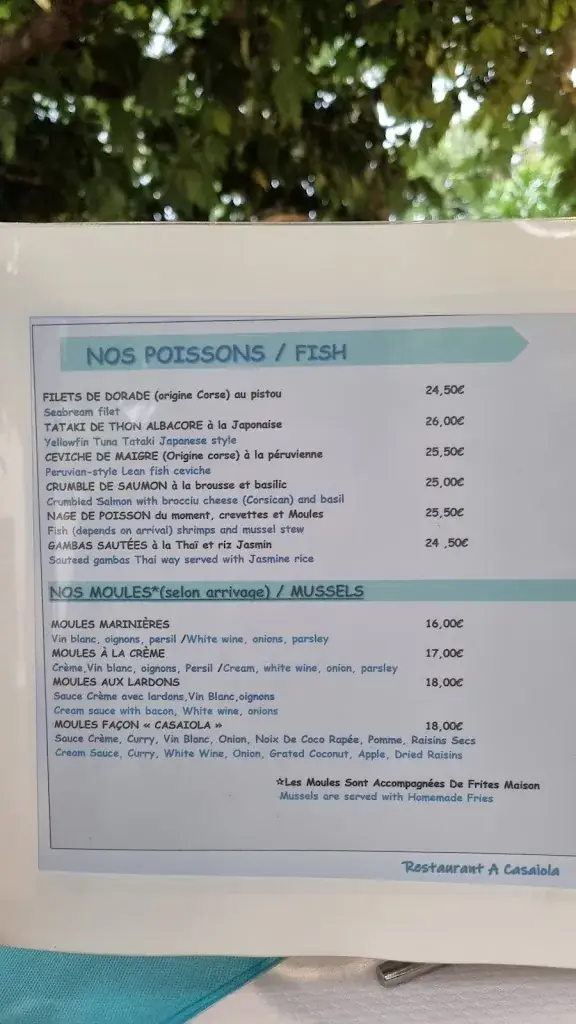 NOS POISSONS / FISH
FILETS DE DORADE (origine Corse) au pistou 24,50€
Seabream filet
TATAKI DE THON ALBACORE à la Japonaise 26,00€
Yellowfin Tuna Tataki Japanese style
CEVICHE DE MAIGRE (Origine corse) à la péruvienne 25,50€
Peruvian-style Lean fish ceviche
CRUMBLE DE SAUMON à la brousse et basilic 25,00€
Crumbled Salmon with brocciu cheese (Corsican) and basil
NAGE DE POISSON du moment, crevettes et Moules 25,50€
Fish (depends on arrival) shrimps and mussel stew
GAMBAS SAUTÉES à la Thaï et riz Jasmin 24 ,50€
Sauteed gambas Thai way served with Jasmine rice
NOS MOULES*(selon arrivage) / MUSSELS
MOULES MARINIÈRES 16,00€
Vin blanc, oignons, persil /White wine, onions, parsley
MOULES À LA CRÈME 17,00€
Crème,Vin blanc, oignons, Persil /Cream, white wine, onion, parsley
MOULES AUX LARDONS 18,00€
Sauce Crème avec lardons,Vin Blanc,oignons
Cream sauce with bacon, White wine, onions
MOULES FAÇON « CASAIOLA » 18,00€
Sauce Crème, Curry, Vin Blanc, Onion, Noix De Coco Rapée, Pomme, Raisins Secs
Cream Sauce, Curry, White Wine, Onion, Grated Coconut, Apple, Dried Raisins
☆Les Moules Sont Accompagnées De Frites Maison
Mussels are served with Homemade Fries
Restaurant A Casaiola